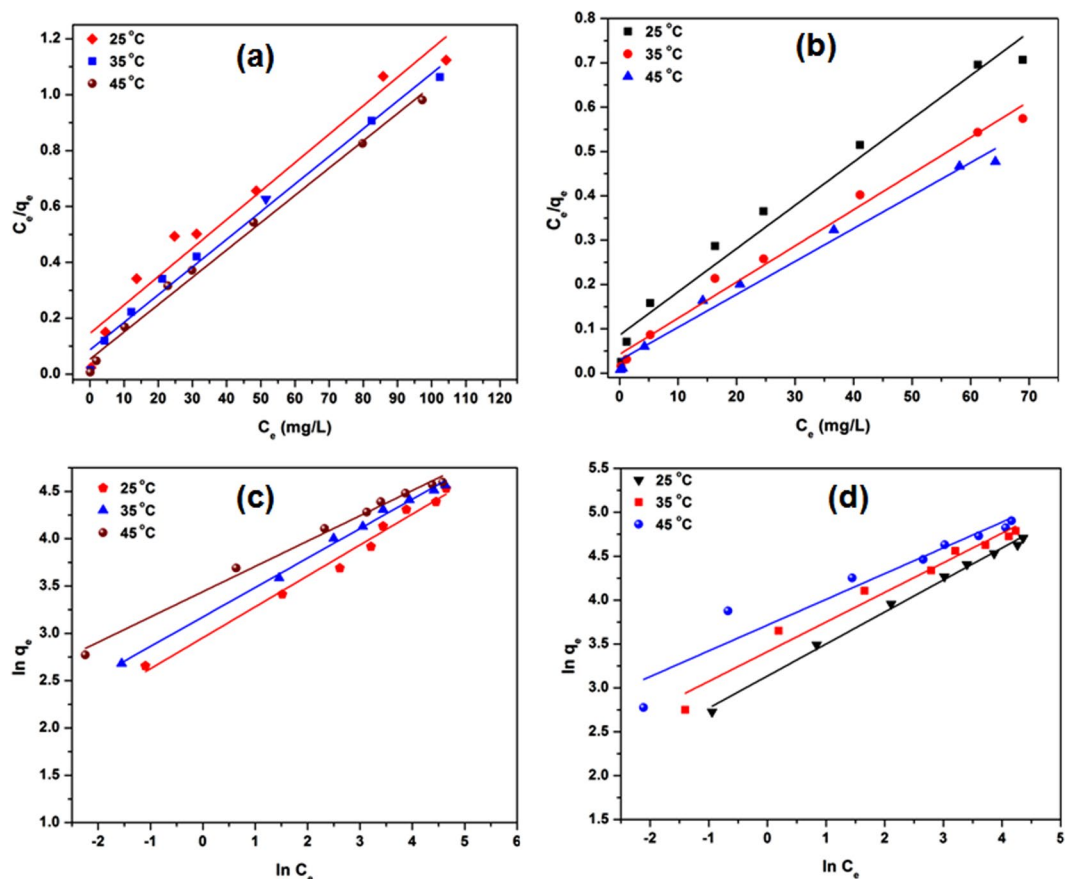 (a)
25 °C
35 °C
45 °C
1.2
1.0
0.8
0.6
0.4
0.2
0.0
Ce/qe
0 10 20 30 40 50 60 70 80 90 100 110 120
Ce (mg/L)
(b)
25 °C
35 °C
45 °C
0.8
0.7
0.6
0.5
0.4
0.3
0.2
0.1
0.0
Ce/qe
0 10 20 30 40 50 60 70
Ce (mg/L)
(c)
25 °C
35 °C
45 °C
4.5
4.0
3.5
3.0
2.5
2.0
1.5
1.0
ln qe
-2 -1 0 1 2 3 4 5 6
ln Ce
(d)
25 °C
35 °C
45 °C
5.5
5.0
4.5
4.0
3.5
3.0
2.5
2.0
1.5
ln qe
-2 -1 0 1 2 3 4 5
ln Ce